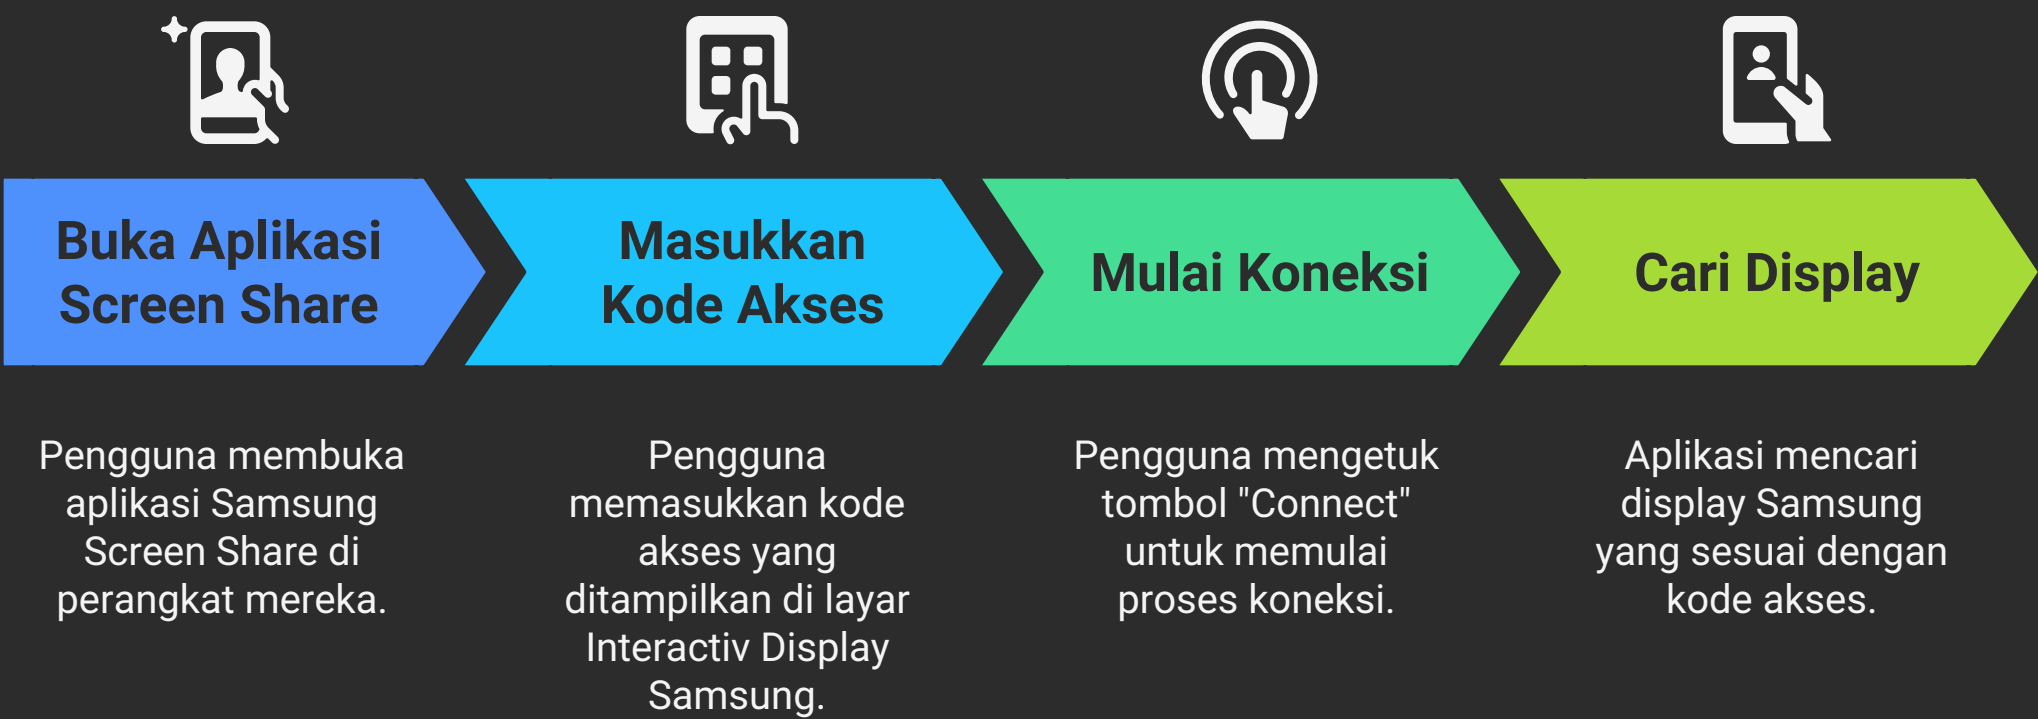 Buka Aplikasi
Screen Share
Masukkan
Kode Akses
Mulai Koneksi
Cari Display
Pengguna membuka
aplikasi Samsung
Screen Share di
perangkat mereka.
Pengguna
memasukkan kode
akses yang
ditampilkan di layar
Interactiv Display
Samsung.
Pengguna mengetuk
tombol "Connect"
untuk memulai
proses koneksi.
Aplikasi mencari
display Samsung
yang sesuai dengan
kode akses.